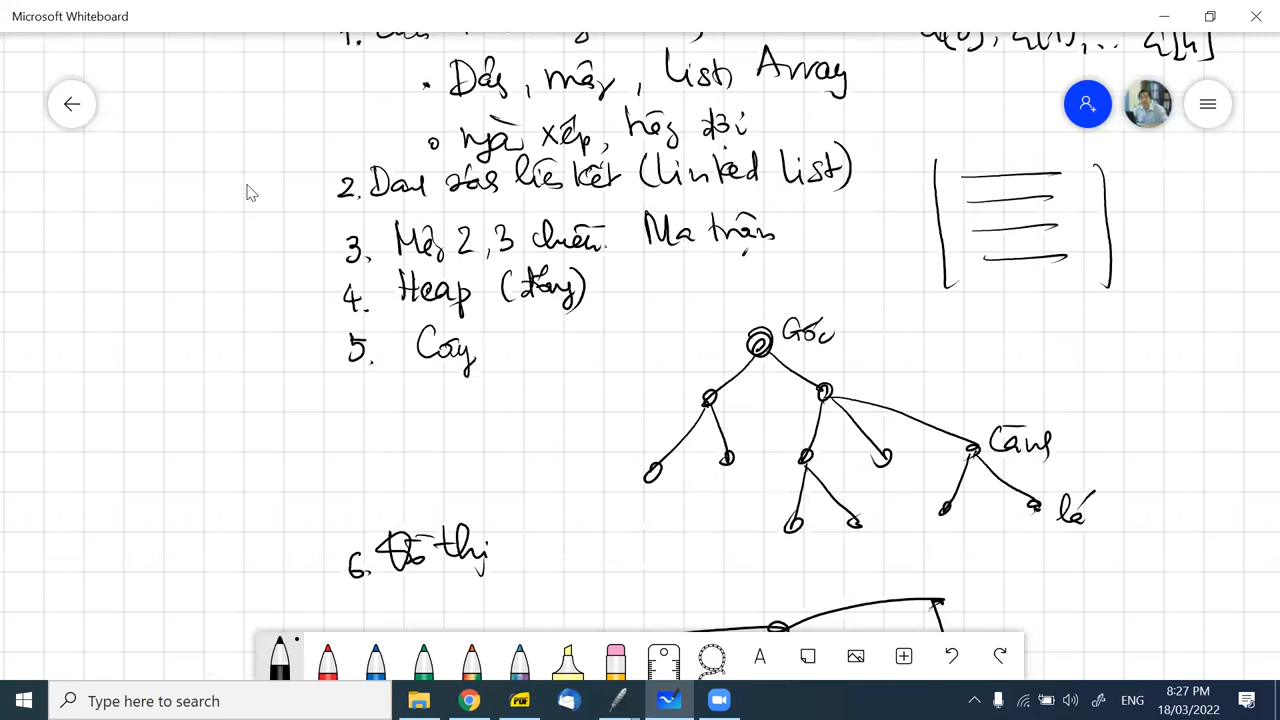 Microsoft Whiteboard
1.
• Dãy, mảng, list, Array
o ngăn xếp, hàng đợi
2. Danh sách liên kết (Linked List)
3. Mảng 2, 3 chiều. Ma trận
4. Heap (đống)
5. Cây
Gốc
Cành
lá
6. Đồ thị
A
Type here to search
PDF
ENG
8:27 PM
18/03/2022